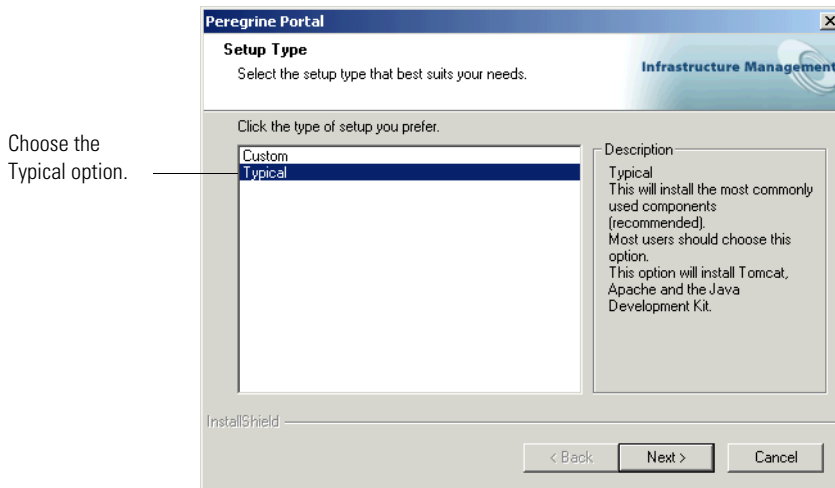 Peregrine Portal
Setup Type
Select the setup type that best suits your needs.
Infrastructure Management
Click the type of setup you prefer.
Choose the
Typical option.
Custom
Typical
Description
Typical
This will install the most commonly
used components
(recommended).
Most users should choose this
option.
This option will install Tomcat,
Apache and the Java
Development Kit.
InstallShield
< Back
Next >
Cancel